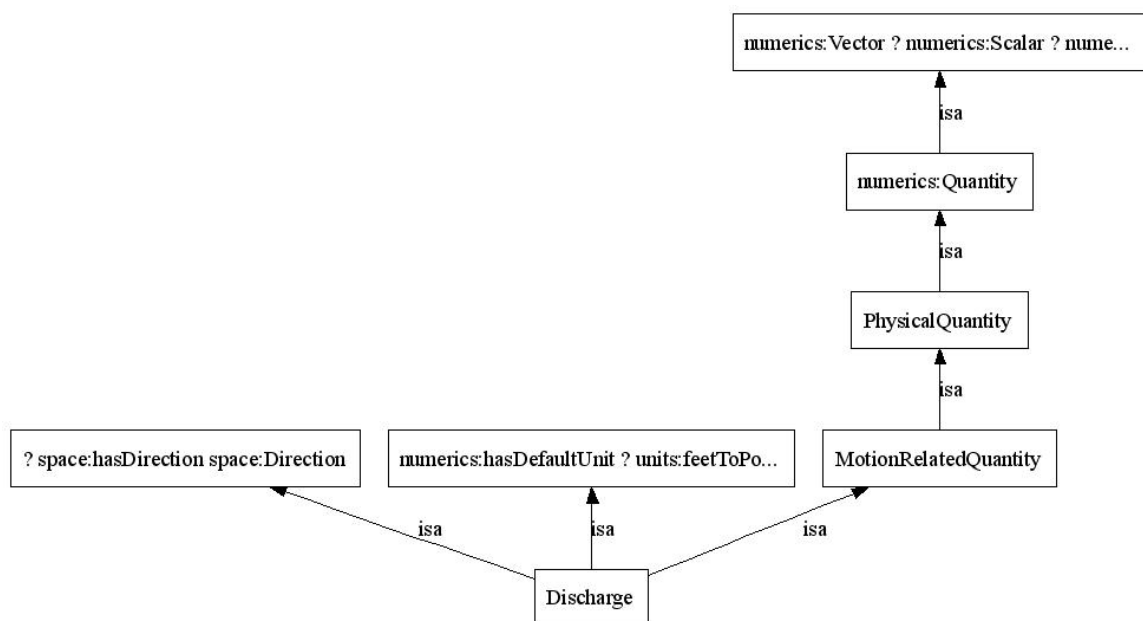 numerics:Vector ? numerics:Scalar ? nume...
isa
numerics:Quantity
isa
PhysicalQuantity
isa
? space:hasDirection space:Direction
numerics:hasDefaultUnit ? units:feetToPo...
MotionRelatedQuantity
isa
isa
isa
Discharge